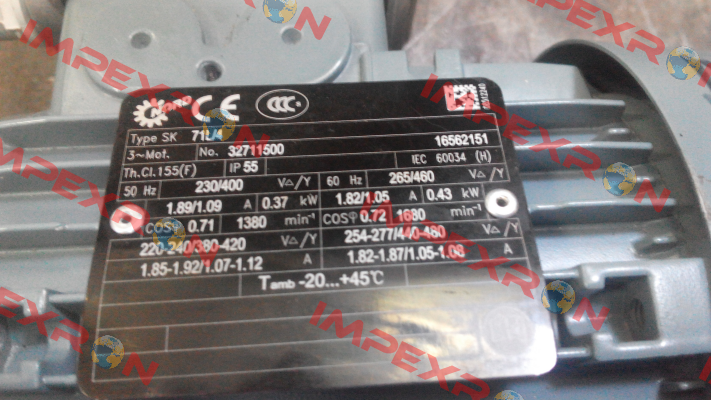 NORD CE CCC
Type SK 71L/4 16562151
3~Mot. No. 32711500
Th.Cl.155(F) IP 55 IEC 60034 (H)
50 Hz 230/400 V△/Y 60 Hz 265/460 V△/Y
1.89/1.09 A 0.37 kW 1.82/1.05 A 0.43 kW
COSφ 0.71 1380 min⁻¹ COSφ 0.72 1680 min⁻¹
220-240/380-420 V△/Y 254-277/440-480 V△/Y
1.85-1.92/1.07-1.12 A 1.82-1.87/1.05-1.08 A
Tamb -20...+45℃
IMPEXRON
IMPEXRON
IMPEXRON
IMPEXRON
IMPEXRON